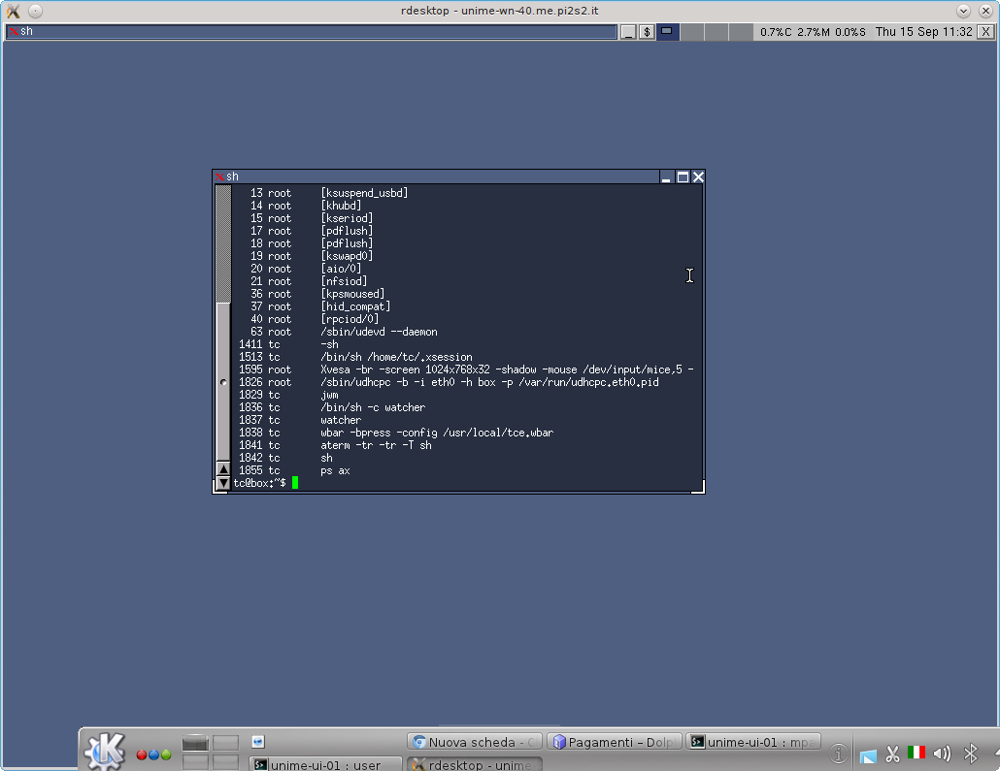 rdesktop - unime-wn-40.me.pi2s2.it
sh
_ $ 0.7%C 2.7%M 0.0%S Thu 15 Sep 11:32 X
sh
13 root [ksuspend_usbd]
14 root [khubd]
15 root [kseriod]
17 root [pdflush]
18 root [pdflush]
19 root [kswapd0]
20 root [aio/0]
21 root [nfsiod]
36 root [kpsmoused]
37 root [hid_compat]
40 root [rpciod/0]
63 root /sbin/udevd --daemon
1411 tc -sh
1513 tc /bin/sh /home/tc/.xsession
1595 root Xvesa -br -screen 1024x768x32 -shadow -mouse /dev/input/mice,5 -
1826 root /sbin/udhcpc -b -i eth0 -h box -p /var/run/udhcpc.eth0.pid
1829 tc jwm
1836 tc /bin/sh -c watcher
1837 tc watcher
1838 tc wbar -bpress -config /usr/local/tce.wbar
1841 tc aterm -tr -tr -T sh
1842 tc sh
1855 tc ps ax
tc@box:~$
Nuova scheda - C
Pagamenti – Dolp
unime-ui-01 : mpa
unime-ui-01 : user
rdesktop - unime-